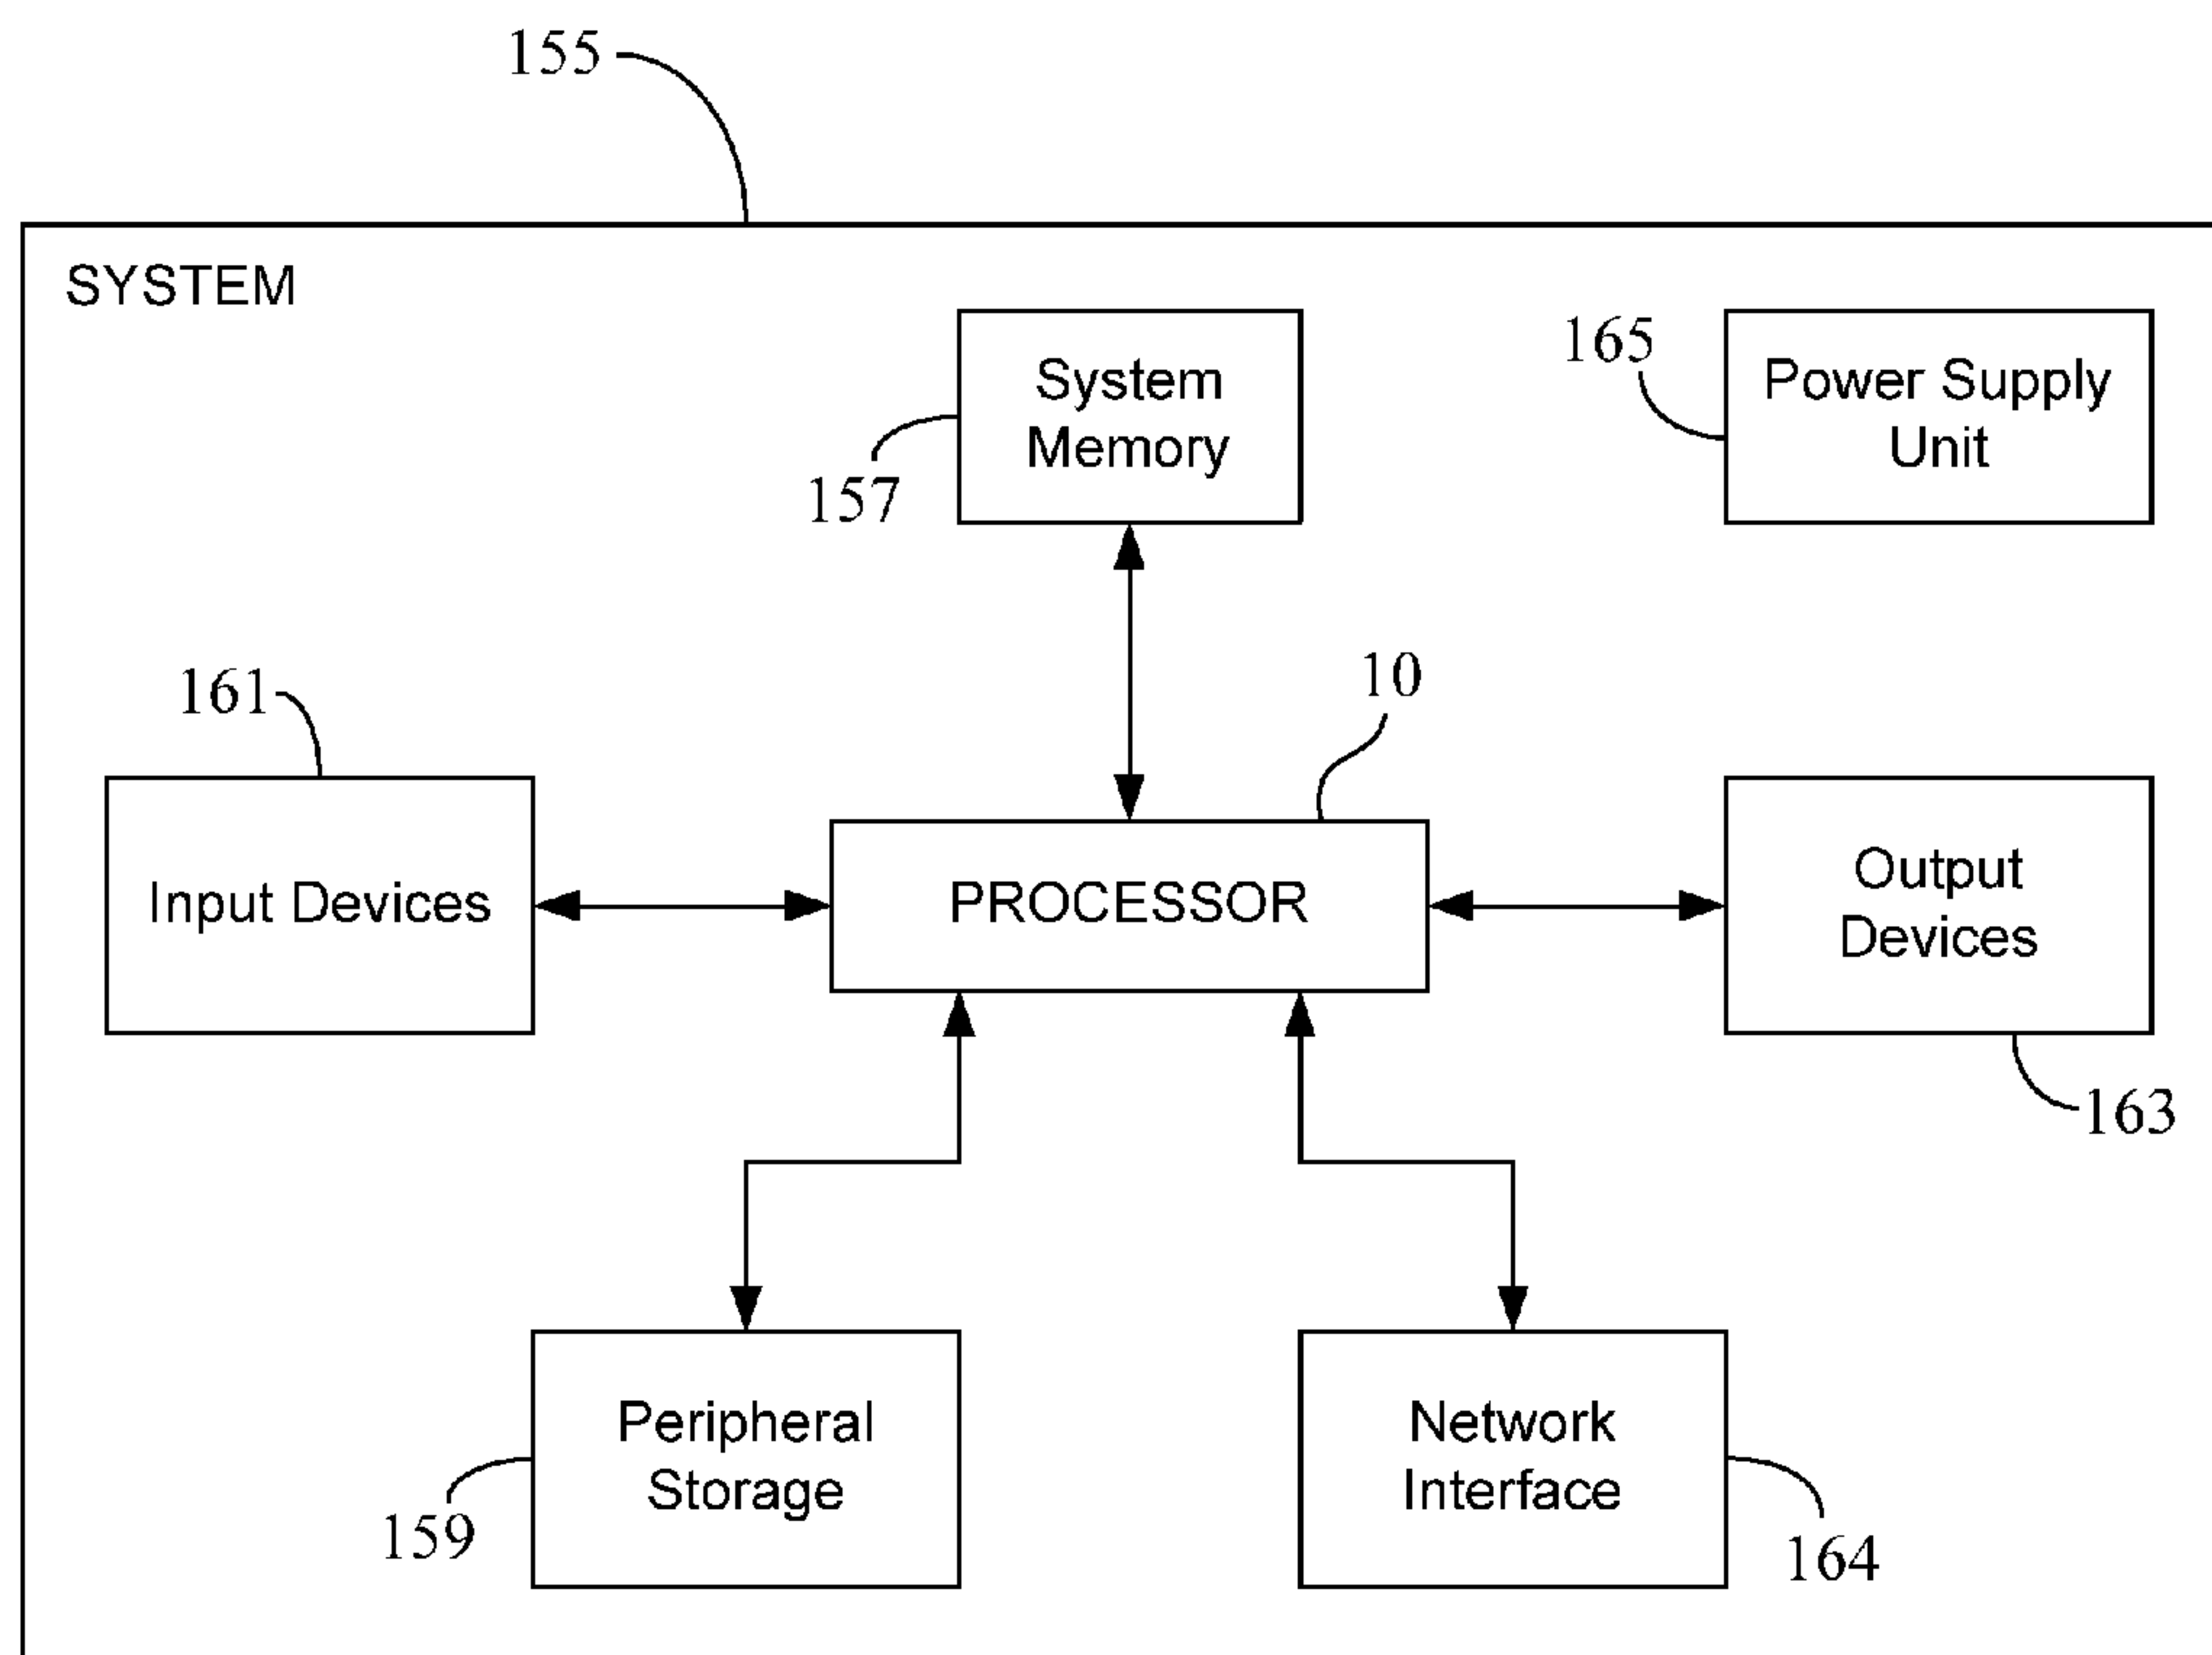 155
SYSTEM
System
Memory
157
165
Power Supply
Unit
161
10
Input Devices
PROCESSOR
Output
Devices
163
Peripheral
Storage
159
Network
Interface
164